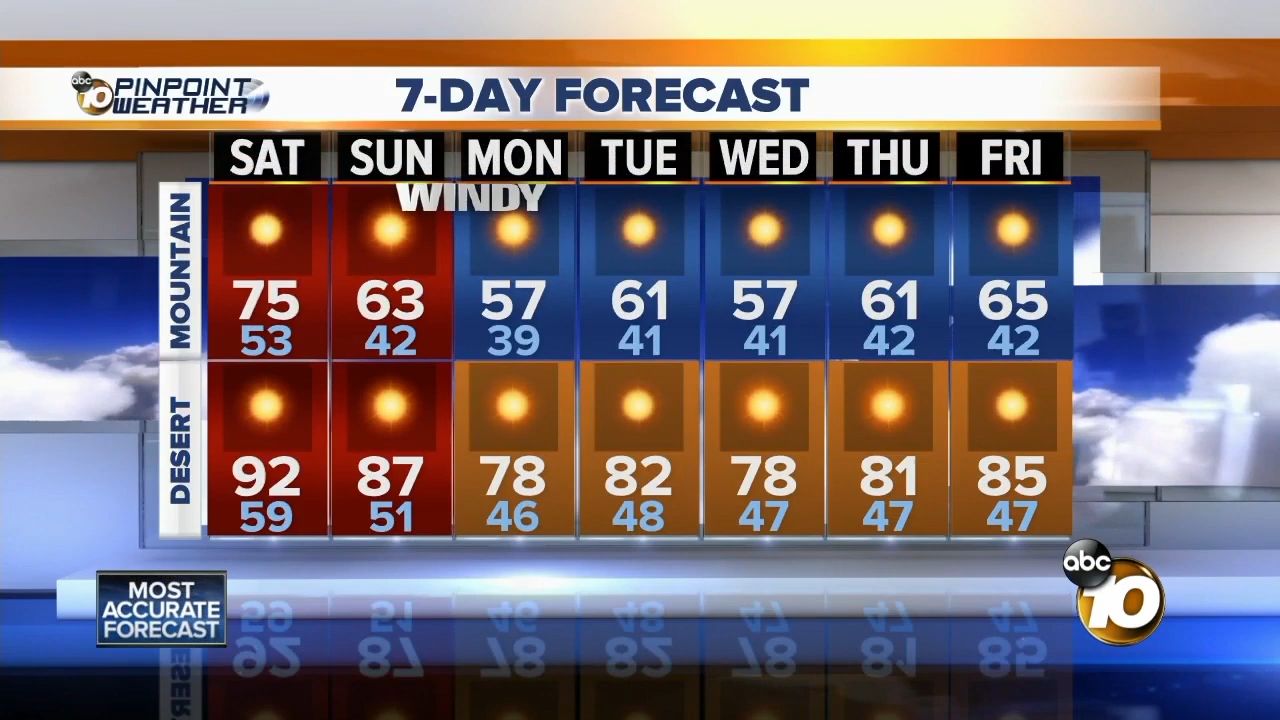 abc 10 PINPOINT WEATHER
7-DAY FORECAST
SAT SUN MON TUE WED THU FRI
WINDY
MOUNTAIN
75 63 57 61 57 61 65
53 42 39 41 41 42 42
DESERT
92 87 78 82 78 81 85
59 51 46 48 47 47 47
MOST
ACCURATE
FORECAST
abc
10